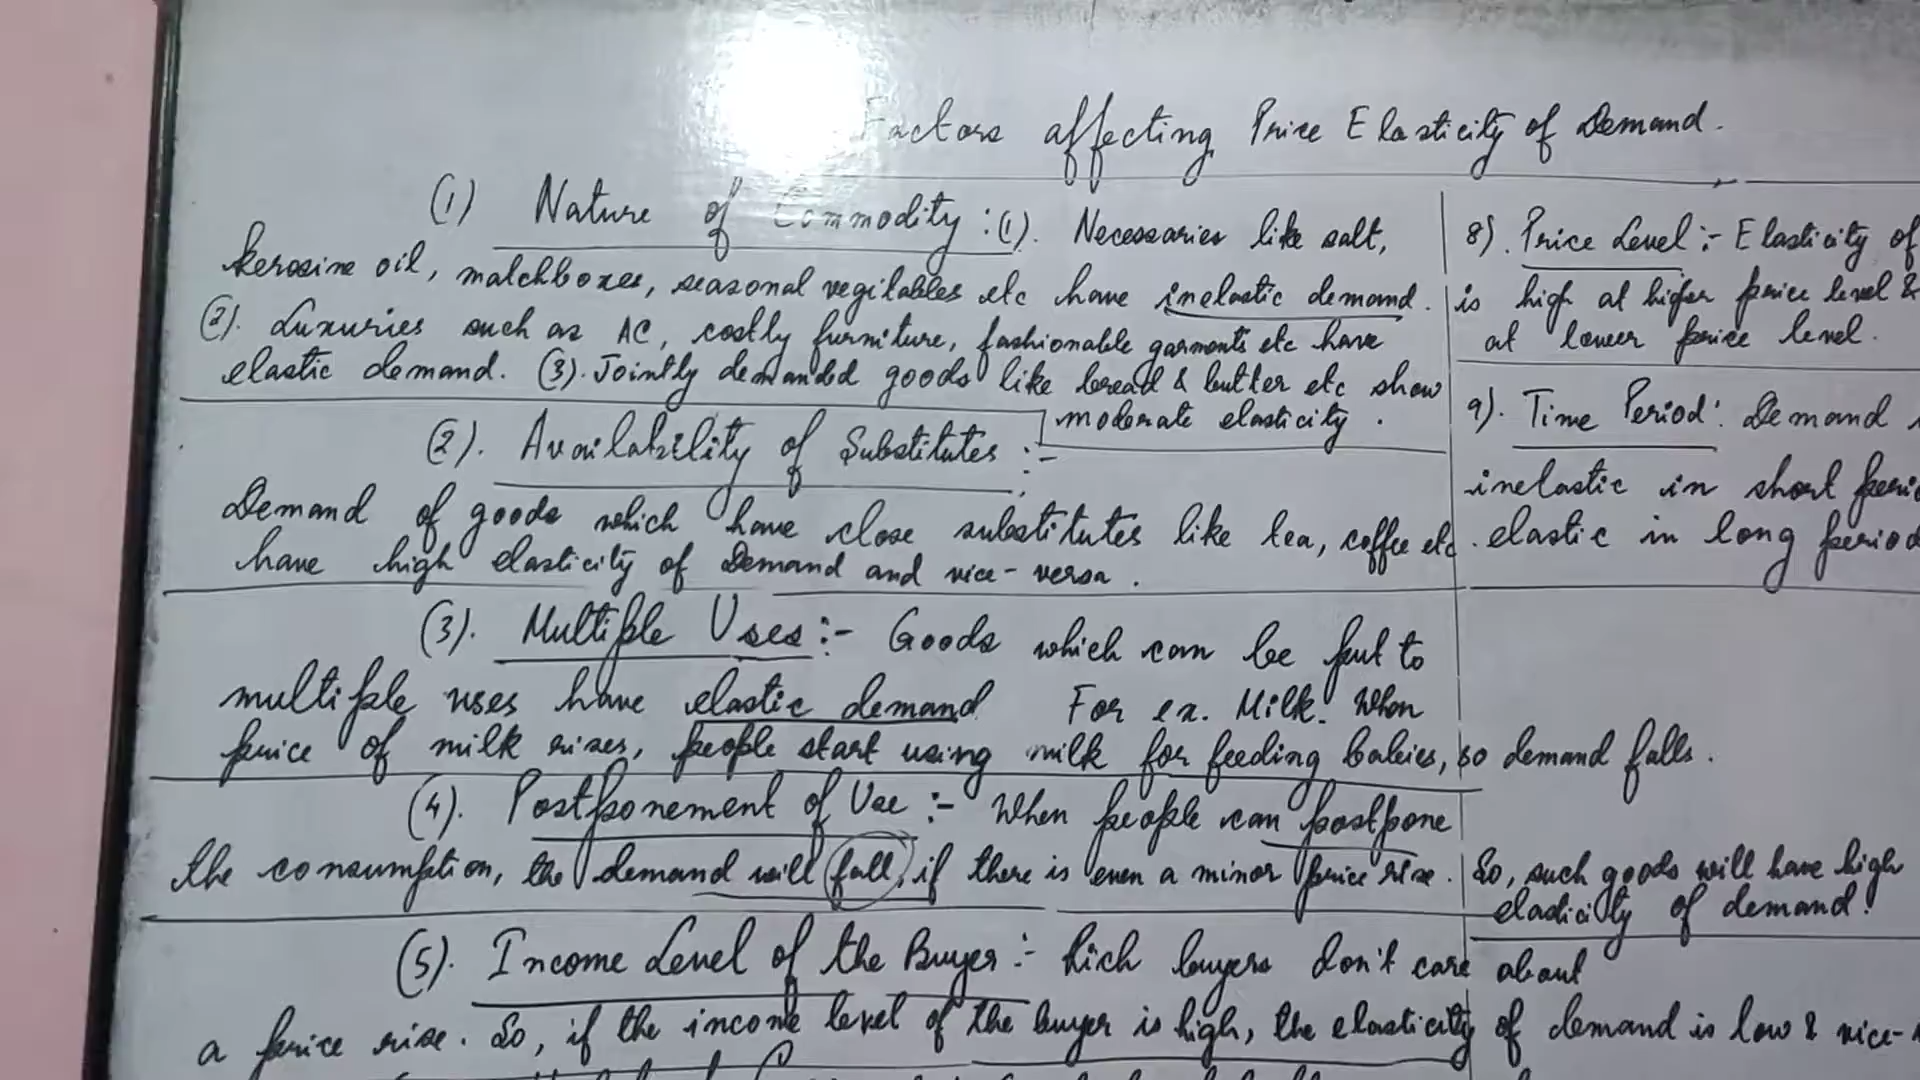 Factors affecting Price Elasticity of Demand.
(1) Nature of Commodity :(1). Necessaries like salt,
kerosine oil, matchboxes, seasonal vegitables etc have inelastic demand.
(2). Luxuries such as AC, costly furniture, fashionable garments etc have
elastic demand. (3). Jointly demanded goods like bread & butter etc show
moderate elasticity.
(2). Availability of Substitutes :-
Demand of goods which have close substitutes like tea, coffee etc.
have high elasticity of Demand and vice-versa.
(3). Multiple Uses :- Goods which can be put to
multiple uses have elastic demand For ex. Milk. When
price of milk rises, people start using milk for feeding babies, so demand falls.
(4). Postponement of Use :- When people can postpone
the consumption, the demand will fall, if there is even a minor price rise. So, such goods will have high
elasticity of demand.
(5). Income Level of the Buyer :- Rich buyers don't care about
a price rise. So, if the income level of the buyer is high, the elasticity of demand is low & vice-
8). Price Level :- Elasticity of
is high at higher price level &
at lower price level.
9). Time Period : Demand
inelastic in short
elastic in long